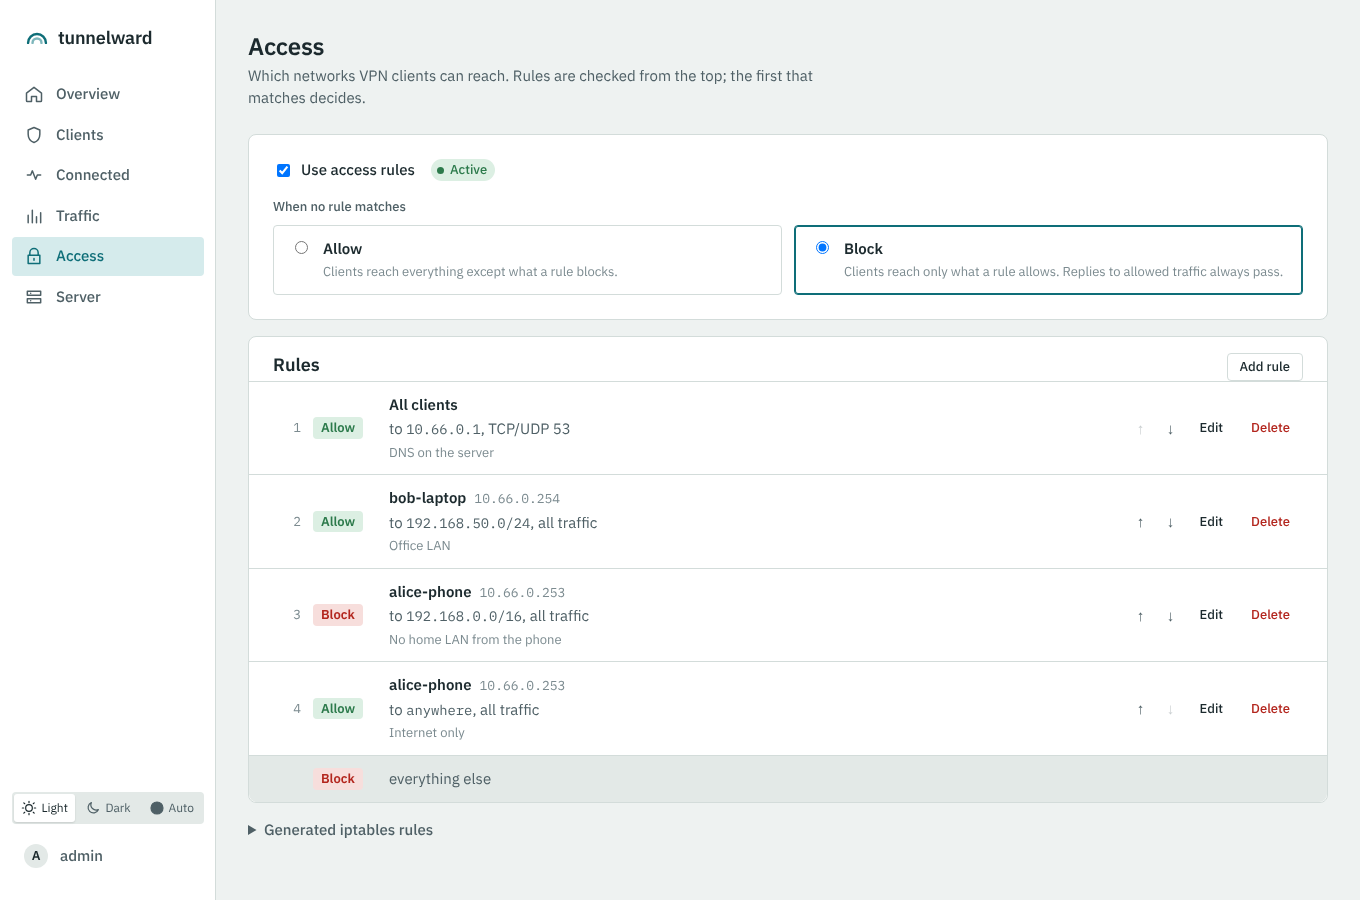 tunnelward
Overview
Clients
Connected
Traffic
Access
Server
Light
Dark
Auto
A
admin
Access
Which networks VPN clients can reach. Rules are checked from the top; the first that
matches decides.
Use access rules
Active
When no rule matches
Allow
Clients reach everything except what a rule blocks.
Block
Clients reach only what a rule allows. Replies to allowed traffic always pass.
Rules
Add rule
1 Allow
All clients
to 10.66.0.1, TCP/UDP 53
DNS on the server
↑ ↓ Edit Delete
2 Allow
bob-laptop 10.66.0.254
to 192.168.50.0/24, all traffic
Office LAN
↑ ↓ Edit Delete
3 Block
alice-phone 10.66.0.253
to 192.168.0.0/16, all traffic
No home LAN from the phone
↑ ↓ Edit Delete
4 Allow
alice-phone 10.66.0.253
to anywhere, all traffic
Internet only
↑ ↓ Edit Delete
Block everything else
Generated iptables rules